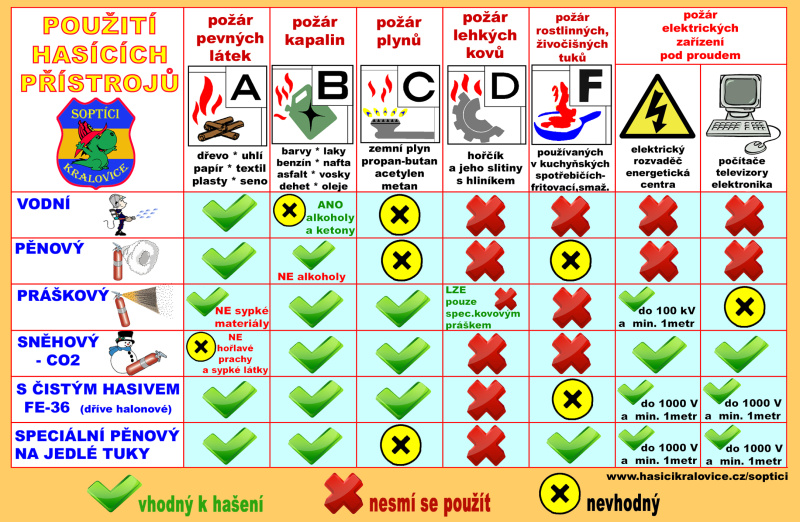 POUŽITÍ
HASÍCÍCH
PŘÍSTROJŮ
SOPTÍCI
KRALOVICE
požár
pevných
látek
A
dřevo * uhlí
papír * textil
plasty * seno
požár
kapalin
B
barvy * laky
benzín * nafta
asfalt * vosky
dehet * oleje
požár
plynů
C
zemní plyn
propan-butan
acetylen
metan
požár
lehkých
kovů
D
hořčík
a jeho slitiny
s hliníkem
požár
rostlinných,
živočišných
tuků
F
používaných
v kuchyňských
spotřebičích-
fritovací,smaž.
požár
elektrických
zařízení
pod proudem
elektrický
rozvaděč
energetická
centra
počítače
televizory
elektronika
VODNÍ
ANO
alkoholy
a ketony
PĚNOVÝ
NE alkoholy
PRÁŠKOVÝ
NE sypké
materiály
LZE
pouze
spec.kovovým
práškem
do 100 kV
a min. 1metr
SNĚHOVÝ
- CO2
NE
hořlavé
prachy
a sypké látky
S ČISTÝM HASIVEM
FE-36 (dříve halonové)
do 1000 V
a min. 1metr
do 1000 V
a min. 1metr
SPECIÁLNÍ PĚNOVÝ
NA JEDLÉ TUKY
do 1000 V
a min. 1metr
do 1000 V
a min. 1metr
www.hasicikralovice.cz/soptici
vhodný k hašení
nesmí se použít
nevhodný